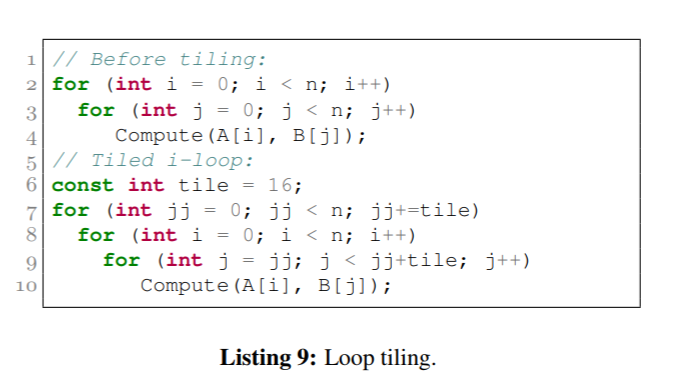 1 // Before tiling:
2 for (int i = 0; i < n; i++)
3   for (int j = 0; j < n; j++)
4      Compute(A[i], B[j]);
5 // Tiled i-loop:
6 const int tile = 16;
7 for (int jj = 0; jj < n; jj+=tile)
8   for (int i = 0; i < n; i++)
9     for (int j = jj; j < jj+tile; j++)
10        Compute(A[i], B[j]);
Listing 9: Loop tiling.